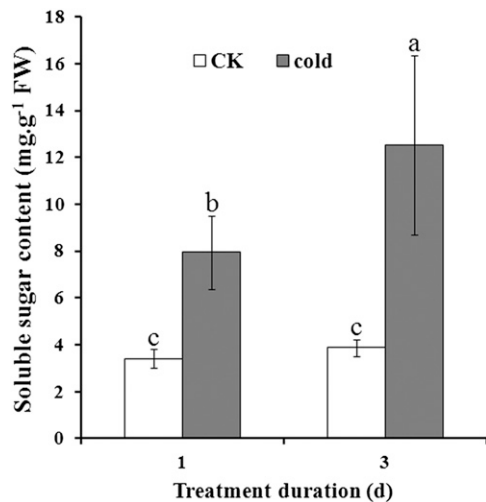 Soluble sugar content (mg.g-1 FW)
18
16
14
12
10
8
6
4
2
0
CK cold
c
b
c
a
1 3
Treatment duration (d)